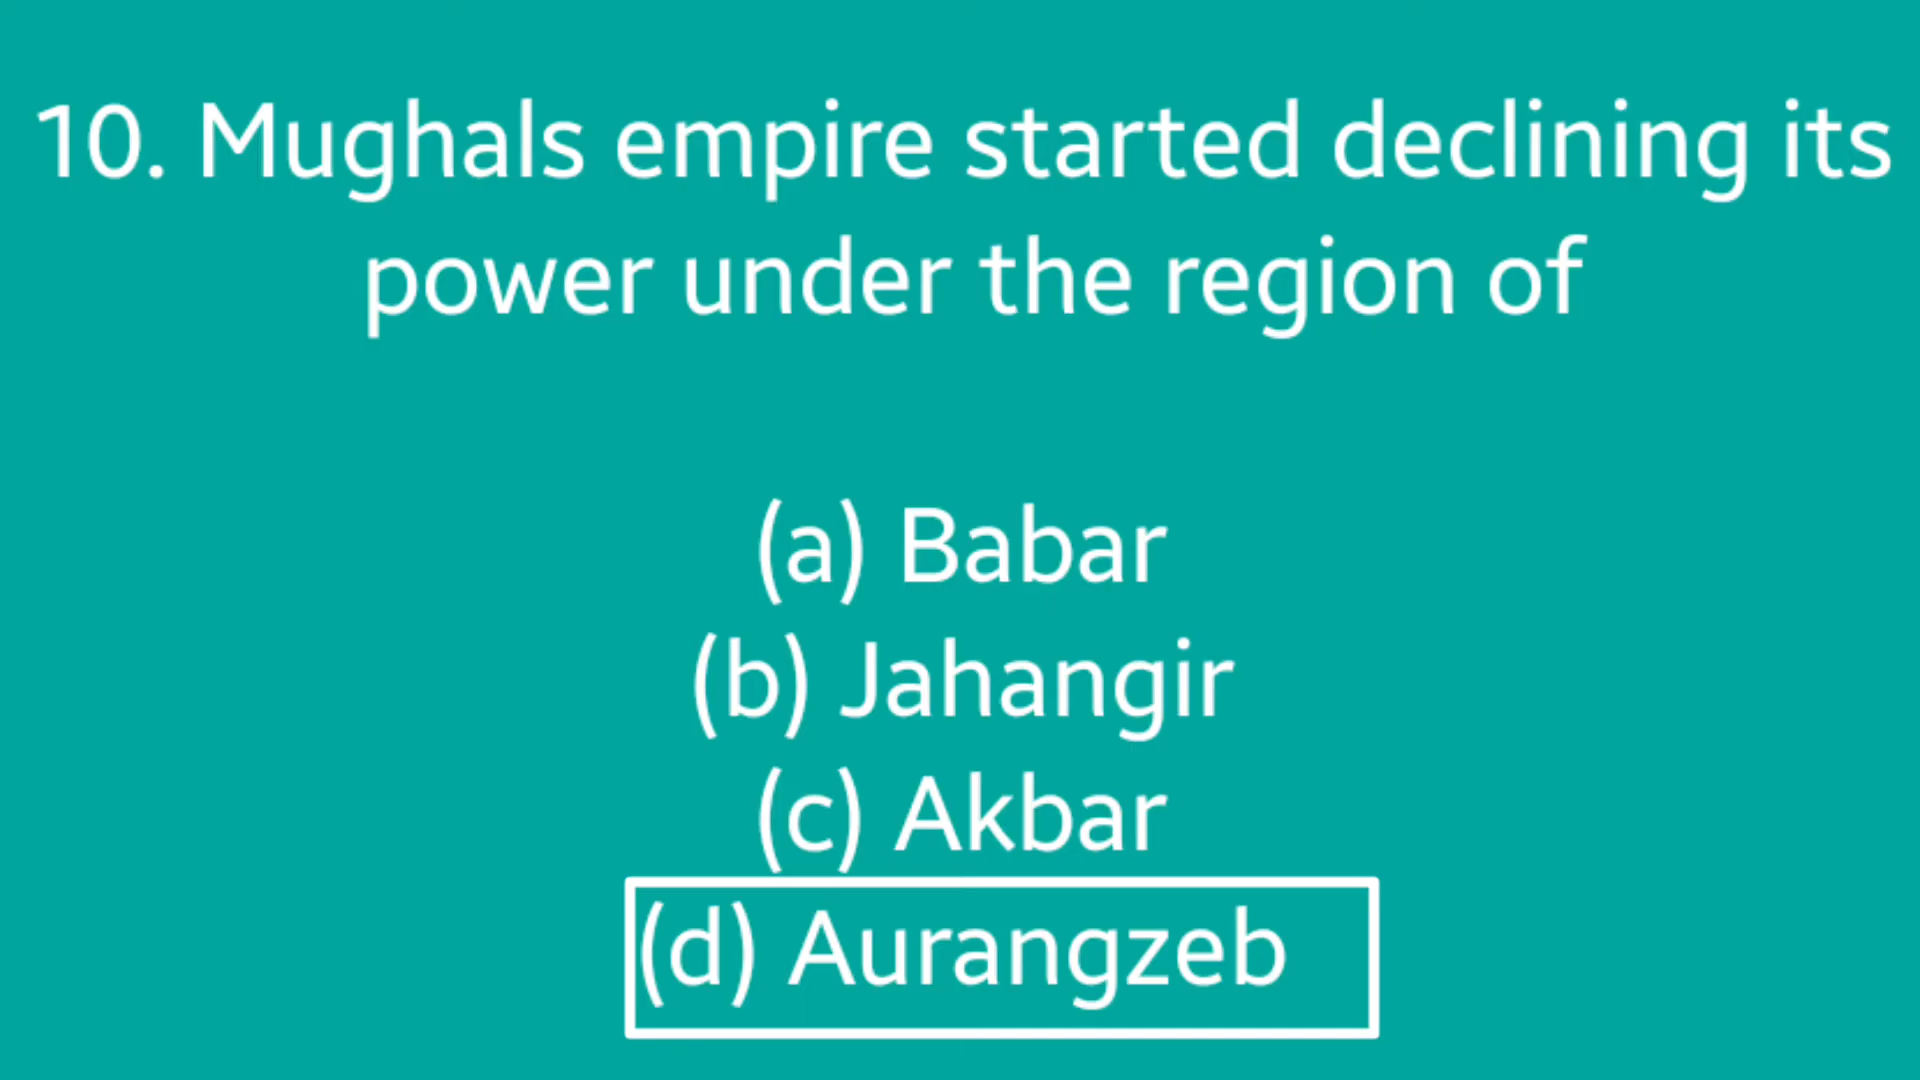 10. Mughals empire started declining its
power under the region of
(a) Babar
(b) Jahangir
(c) Akbar
(d) Aurangzeb